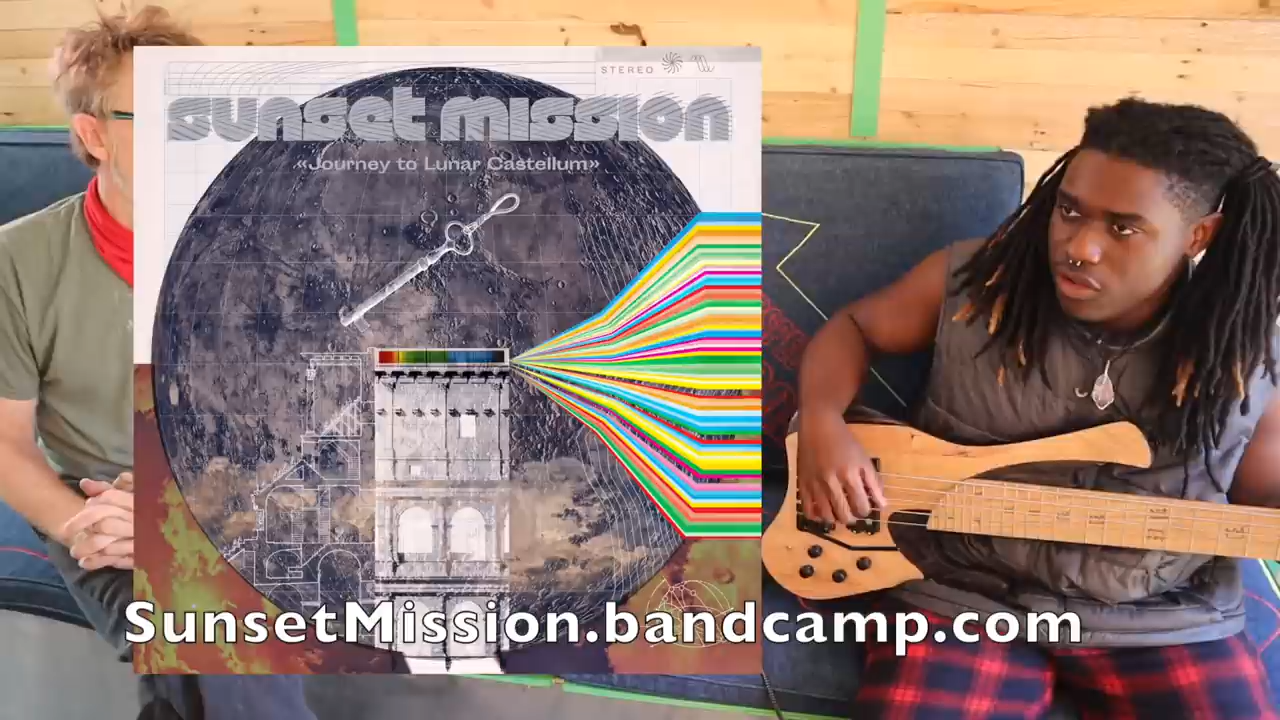 STEREO
sunset mission
«Journey to Lunar Castellum»
SunsetMission.bandcamp.com